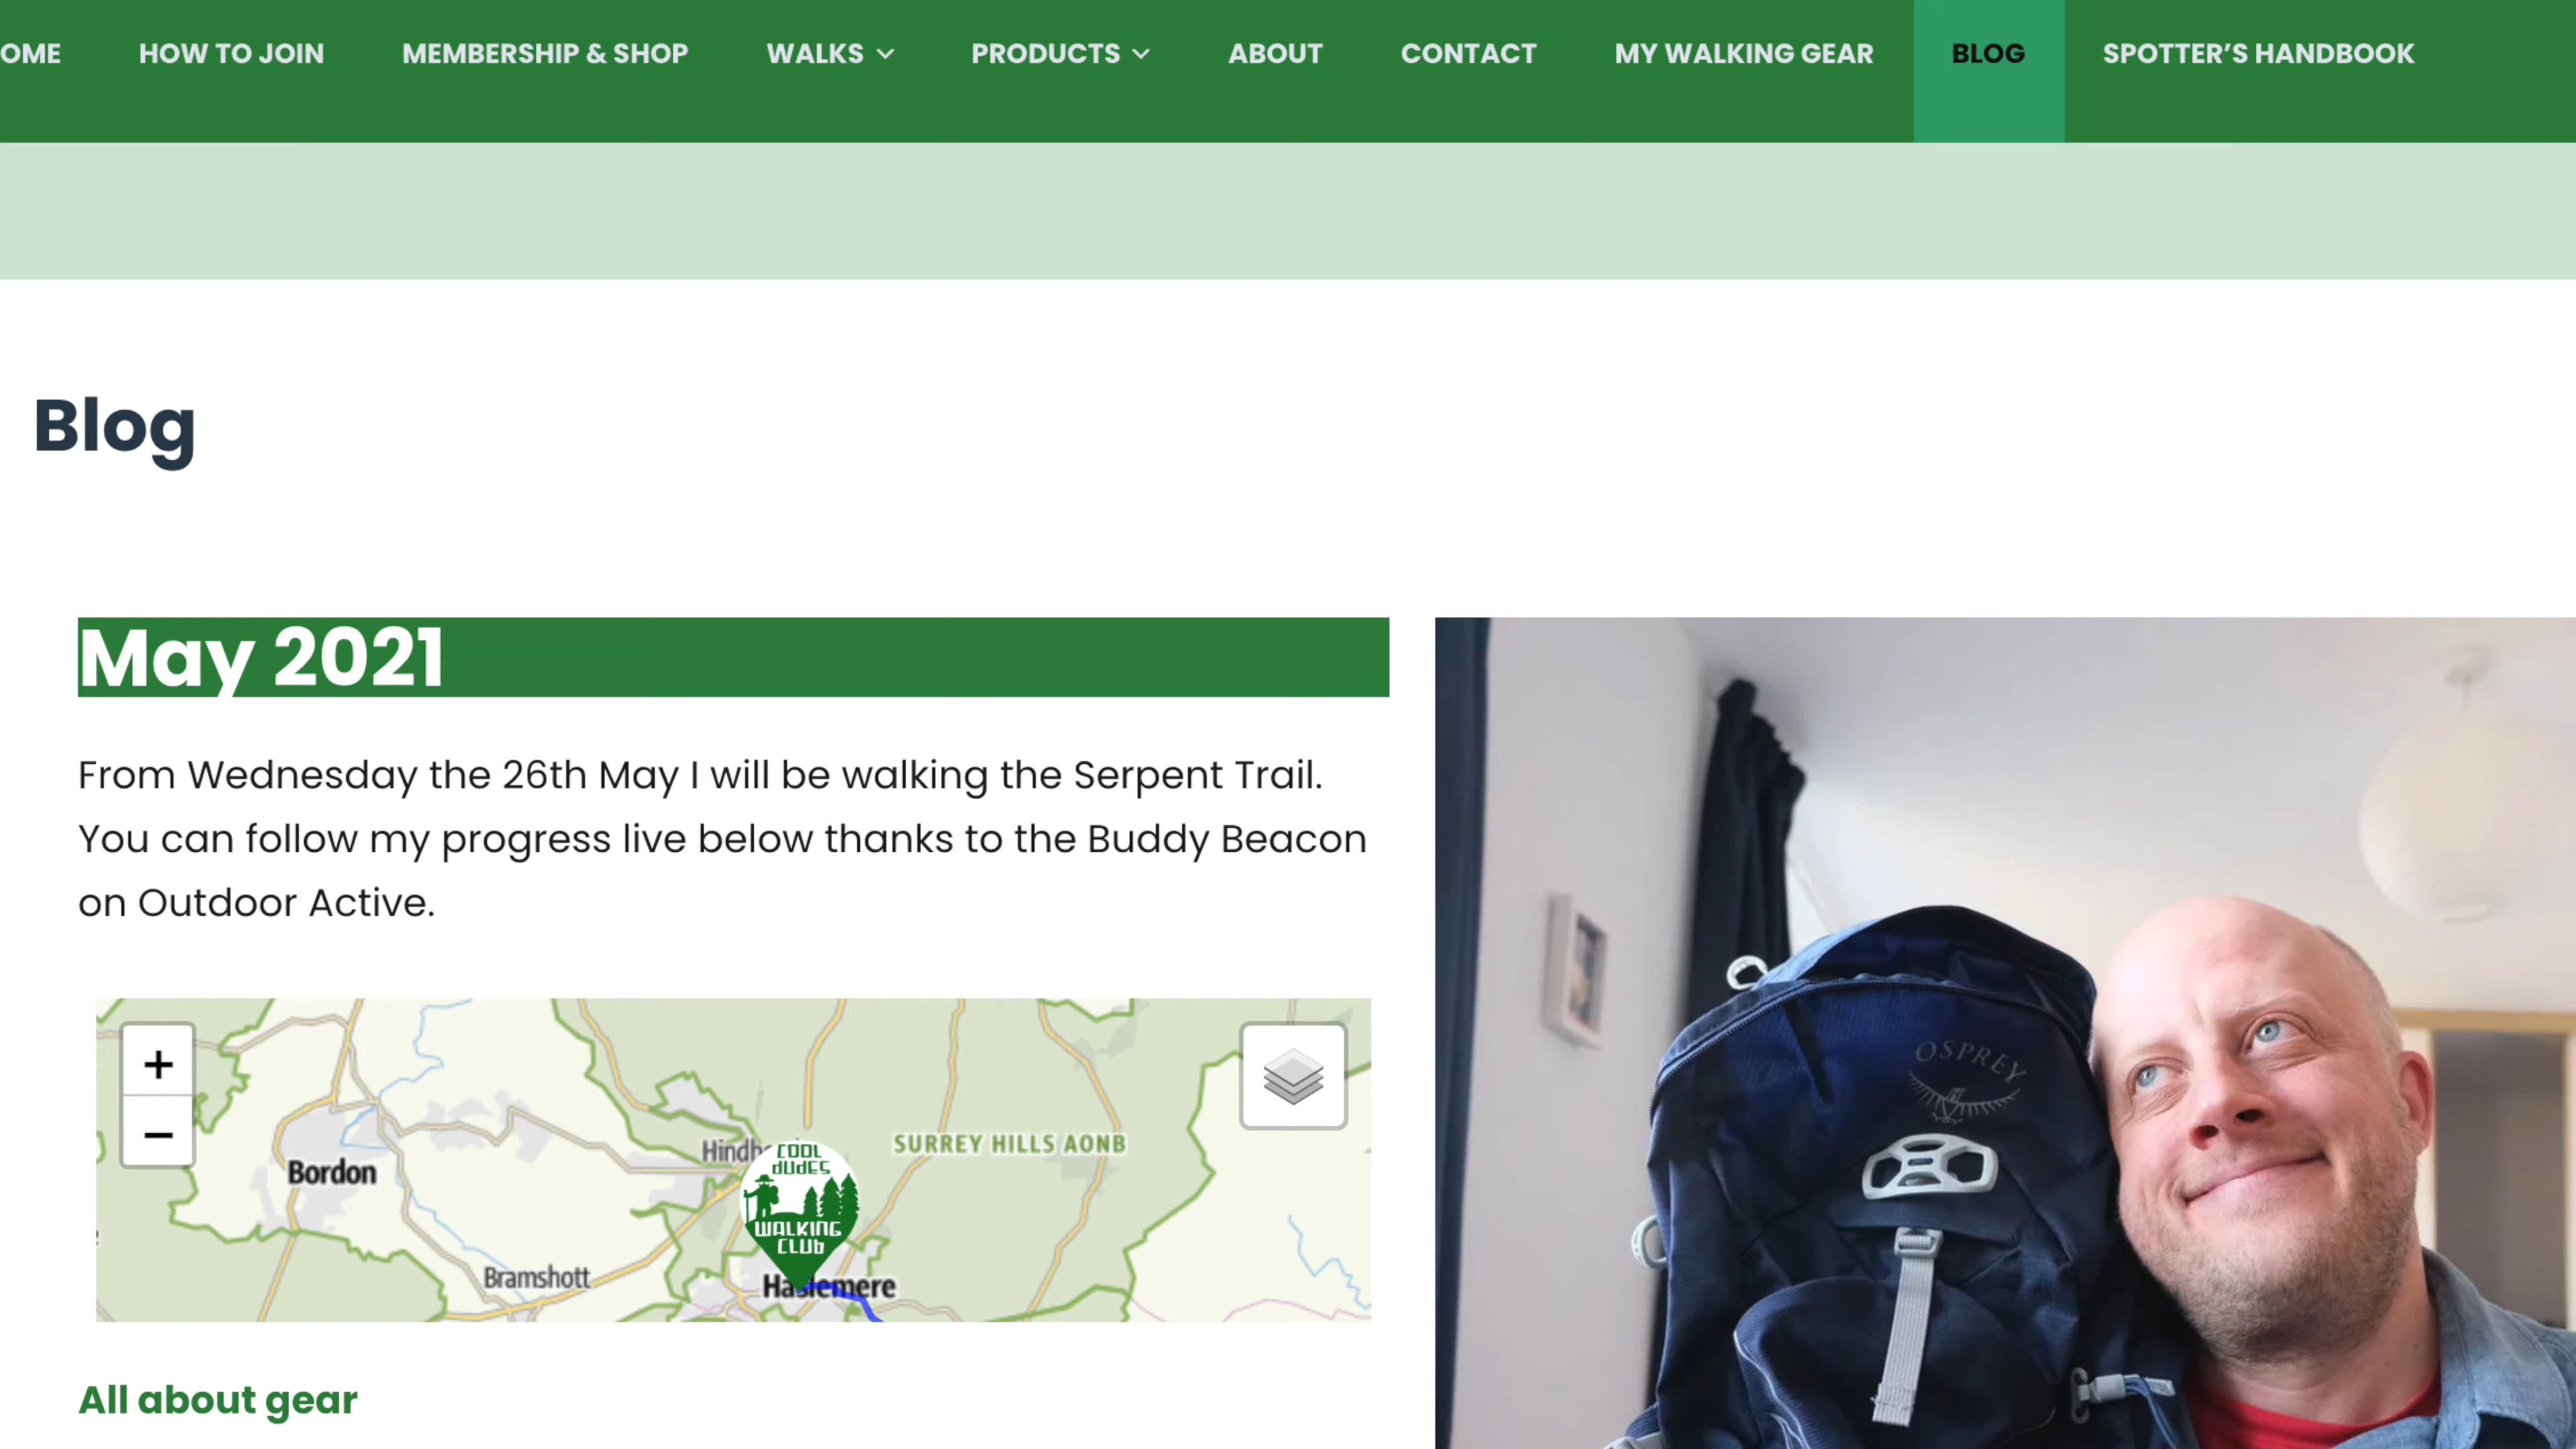 OME HOW TO JOIN MEMBERSHIP & SHOP WALKS PRODUCTS ABOUT CONTACT MY WALKING GEAR BLOG SPOTTER’S HANDBOOK
Blog
May 2021
From Wednesday the 26th May I will be walking the Serpent Trail.
You can follow my progress live below thanks to the Buddy Beacon
on Outdoor Active.
+
−
Bordon
Bramshott
SURREY HILLS AONB
COOL
dUdES
WALKING
CLUb
Haslemere
All about gear
OSPREY